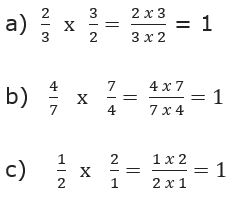 a) 2/3 x 3/2 = 2 x 3/3 x 2 = 1
b) 4/7 x 7/4 = 4 x 7/7 x 4 = 1
c) 1/2 x 2/1 = 1 x 2/2 x 1 = 1